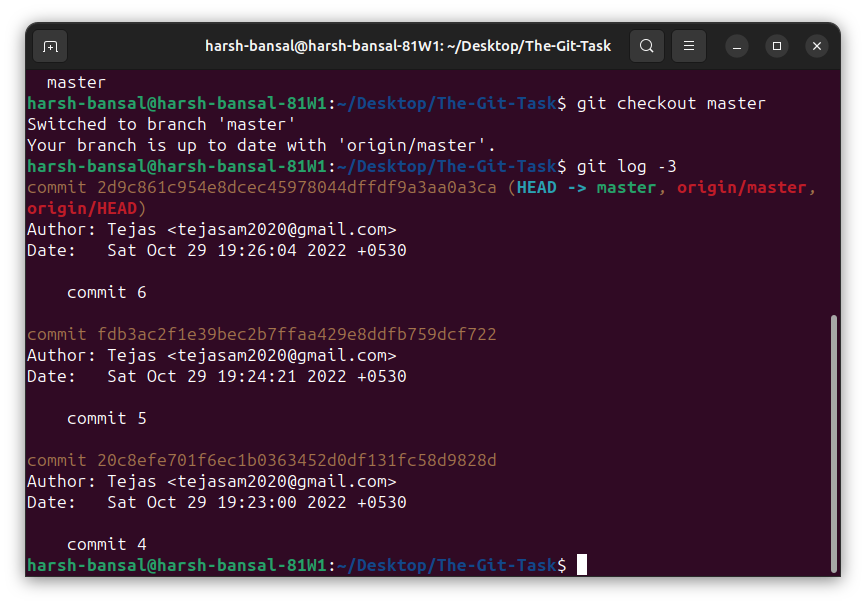 harsh-bansal@harsh-bansal-81W1: ~/Desktop/The-Git-Task
  master
harsh-bansal@harsh-bansal-81W1:~/Desktop/The-Git-Task$ git checkout master
Switched to branch 'master'
Your branch is up to date with 'origin/master'.
harsh-bansal@harsh-bansal-81W1:~/Desktop/The-Git-Task$ git log -3
commit 2d9c861c954e8dcec45978044dffdf9a3aa0a3ca (HEAD -> master, origin/master,
origin/HEAD)
Author: Tejas <tejasam2020@gmail.com>
Date:   Sat Oct 29 19:26:04 2022 +0530

    commit 6

commit fdb3ac2f1e39bec2b7ffaa429e8ddfb759dcf722
Author: Tejas <tejasam2020@gmail.com>
Date:   Sat Oct 29 19:24:21 2022 +0530

    commit 5

commit 20c8efe701f6ec1b0363452d0df131fc58d9828d
Author: Tejas <tejasam2020@gmail.com>
Date:   Sat Oct 29 19:23:00 2022 +0530

    commit 4
harsh-bansal@harsh-bansal-81W1:~/Desktop/The-Git-Task$